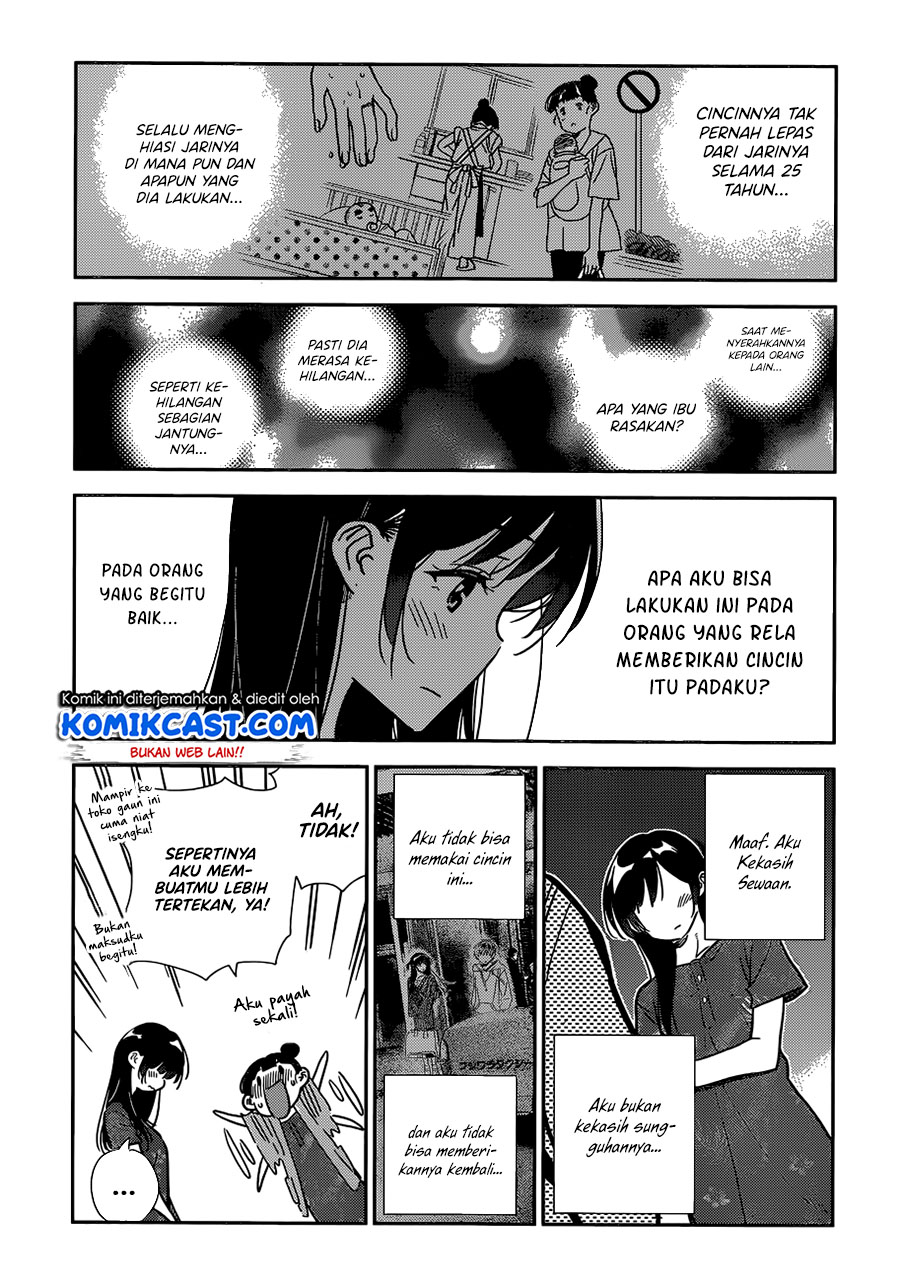 CINCINNYA TAK
PERNAH LEPAS
DARI JARINYA
SELAMA 25
TAHUN...
SELALU MENG-
HIASI JARINYA
DI MANA PUN DAN
APAPUN YANG
DIA LAKUKAN...
SAAT ME-
NYERAHKANNYA
KEPADA ORANG
LAIN...
APA YANG IBU
RASAKAN?
PASTI DIA
MERASA KE-
HILANGAN...
SEPERTI KE-
HILANGAN
SEBAGIAN
JANTUNG-
NYA...
APA AKU BISA
LAKUKAN INI PADA
ORANG YANG RELA
MEMBERIKAN CINCIN
ITU PADAKU?
PADA ORANG
YANG BEGITU
BAIK...
Komik ini diterjemahkan & diedit oleh
KOMIKCAST.COM
BUKAN WEB LAIN!!
Maaf. Aku
Kekasih
Sewaan.
Aku bukan
kekasih sung-
guhannya...
Aku tidak bisa
memakai cincin
ini...
dan aku tidak
bisa memberi-
kannya kembali...
AH,
TIDAK!
SEPERTINYA
AKU MEM-
BUATMU LEBIH
TERTEKAN, YA!
Mampir ke
toko gaun ini
cuma niat
isengku!
Bukan
maksudku
begitu!
Aku payah
sekali!
...